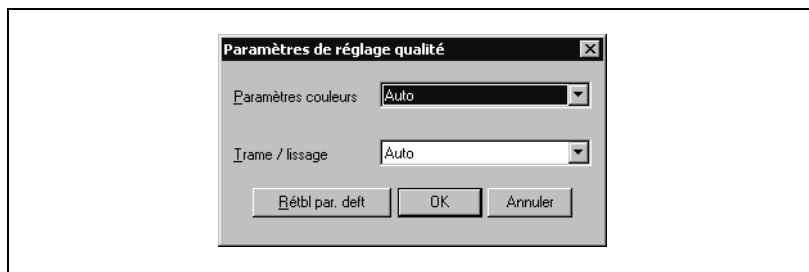 Paramètres de réglage qualité
Paramètres couleurs Auto
Trame / lissage Auto
Rétbl par. deft OK Annuler